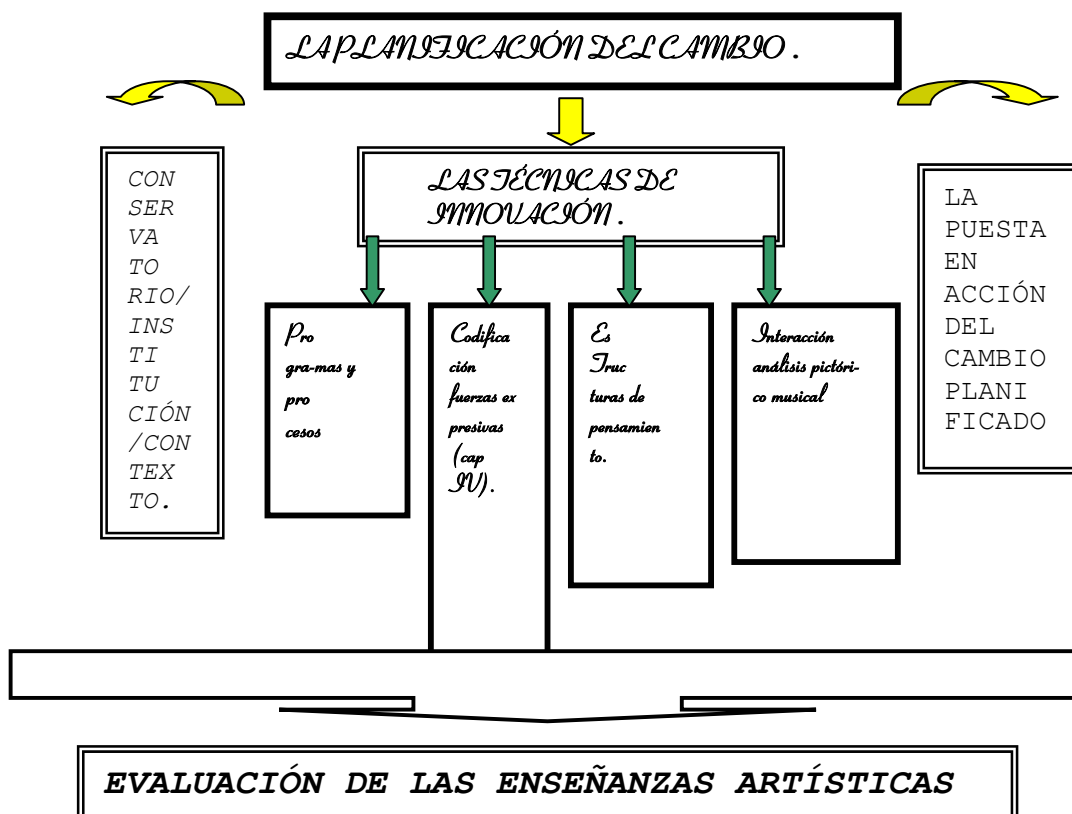 LA PLANIFICACIÓN DEL CAMBIO.
CON
SER
VA
TO
RIO/
INS
TI
TU
CIÓN
/CON
TEX
TO.
LAS TÉCNICAS DE
INNOVACIÓN.
LA
PUESTA
EN
ACCIÓN
DEL
CAMBIO
PLANI
FICADO
Pro
gra-mas y
pro
cesos
Codifica
ción
fuerzas ex
presivas
(cap
IV).
Es
Truc
turas de
pensamien
to.
Interacción
análisis pictóri-
co musical
EVALUACIÓN DE LAS ENSEÑANZAS ARTÍSTICAS